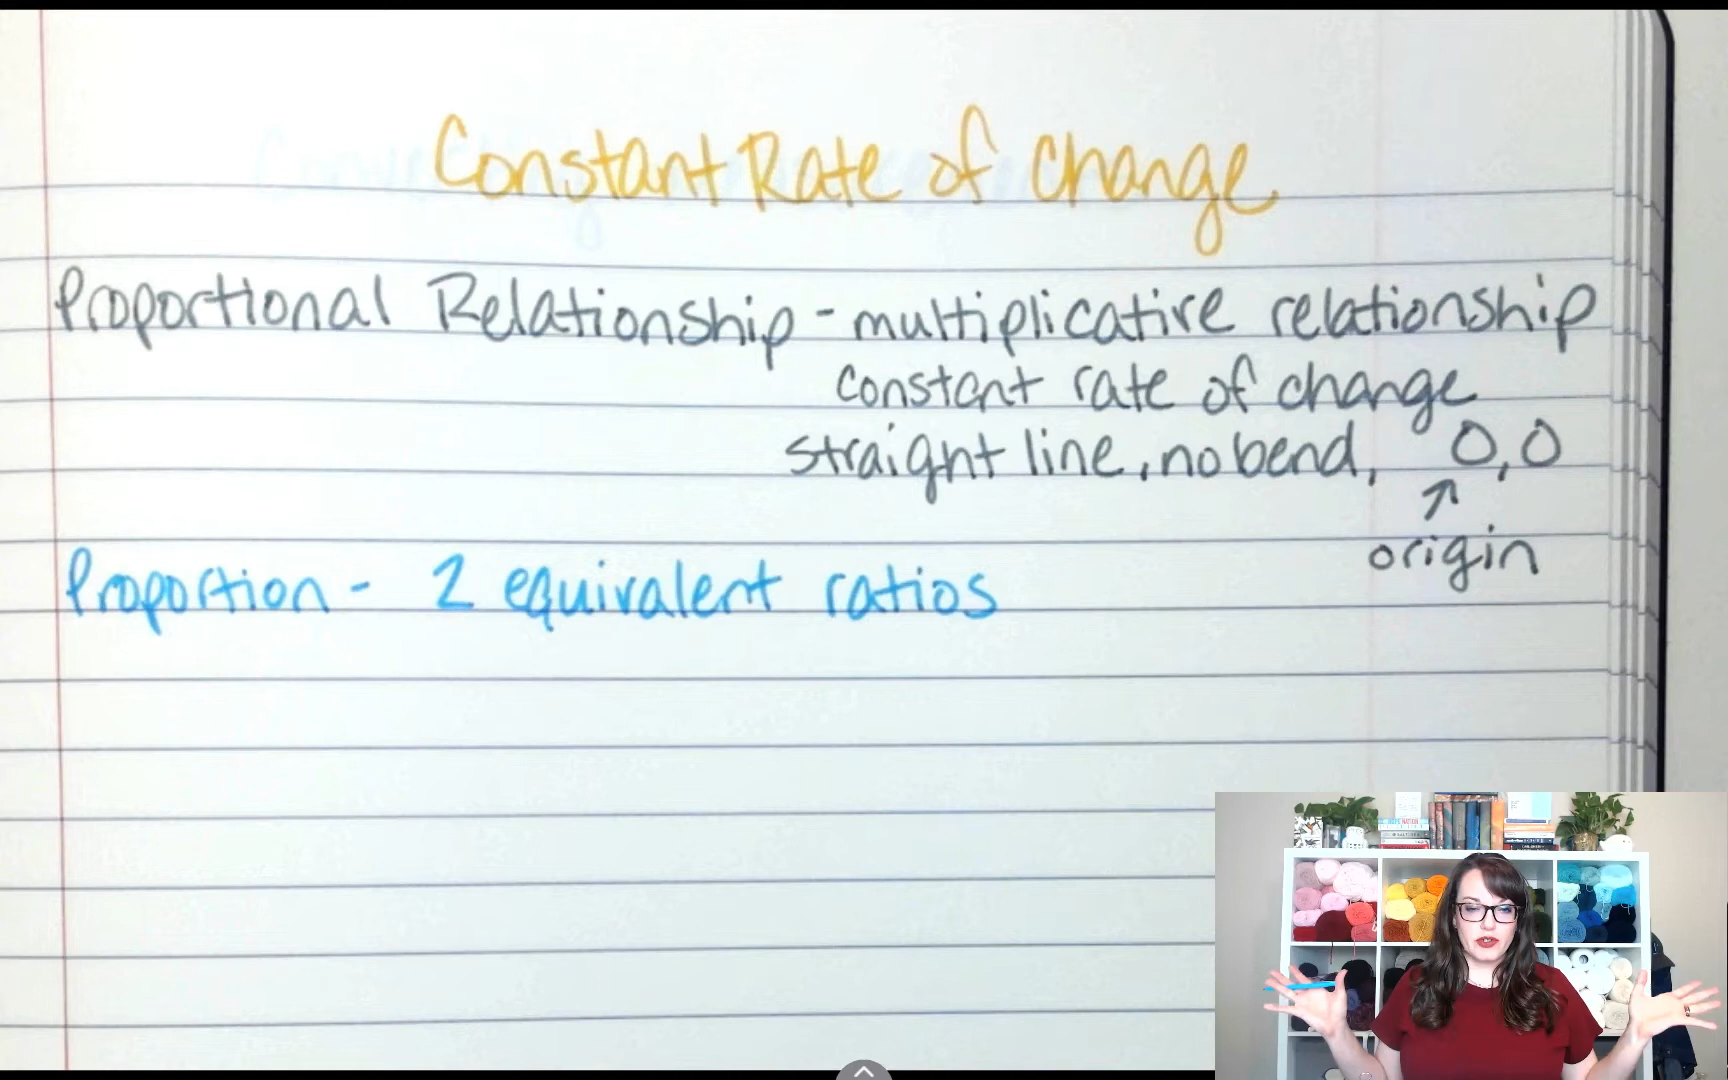 Constant Rate of Change
Proportional Relationship - multiplicative relationship
constant rate of change
straight line, no bend, 0,0
↗
origin
Proportion - 2 equivalent ratios